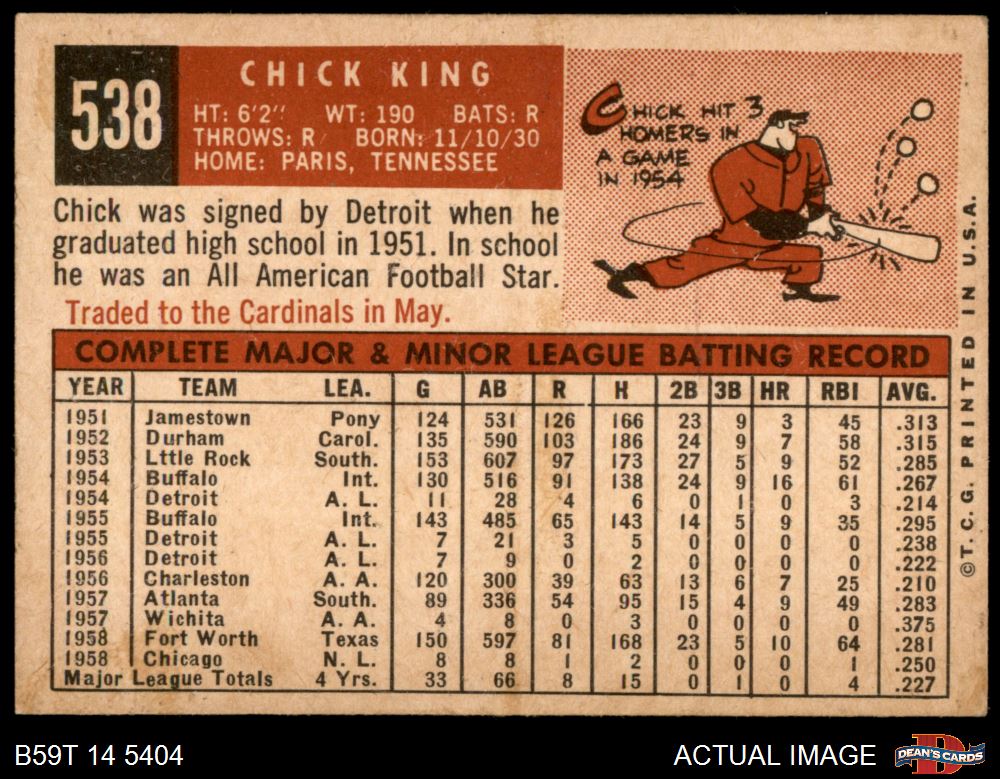 538
CHICK KING
HT: 6'2" WT: 190 BATS: R
THROWS: R BORN: 11/10/30
HOME: PARIS, TENNESSEE
CHICK HIT 3
HOMERS IN
A GAME
IN 1954
Chick was signed by Detroit when he
graduated high school in 1951. In school
he was an All American Football Star.
Traded to the Cardinals in May.
COMPLETE MAJOR & MINOR LEAGUE BATTING RECORD
YEAR TEAM LEA. G AB R H 2B 3B HR RBI AVG.
1951 Jamestown Pony 124 531 126 166 23 9 3 45 .313
1952 Durham Carol. 135 590 103 186 24 9 7 58 .315
1953 Lttle Rock South. 153 607 97 173 27 5 9 52 .285
1954 Buffalo Int. 130 516 91 138 24 9 16 61 .267
1954 Detroit A. L. 11 28 4 6 0 1 0 3 .214
1955 Buffalo Int. 143 485 65 143 14 5 9 35 .295
1955 Detroit A. L. 7 21 3 5 0 0 0 0 .238
1956 Detroit A. L. 7 9 0 2 0 0 0 0 .222
1956 Charleston A. A. 120 300 39 63 13 6 7 25 .210
1957 Atlanta South. 89 336 54 95 15 4 9 49 .283
1957 Wichita A. A. 4 8 0 3 0 0 0 0 .375
1958 Fort Worth Texas 150 597 81 168 23 5 10 64 .281
1958 Chicago N. L. 8 8 1 2 0 0 0 1 .250
Major League Totals 4 Yrs. 33 66 8 15 0 1 0 4 .227
©T. C. G. PRINTED IN U.S.A.
B59T 14 5404
ACTUAL IMAGE
DEAN'S CARDS